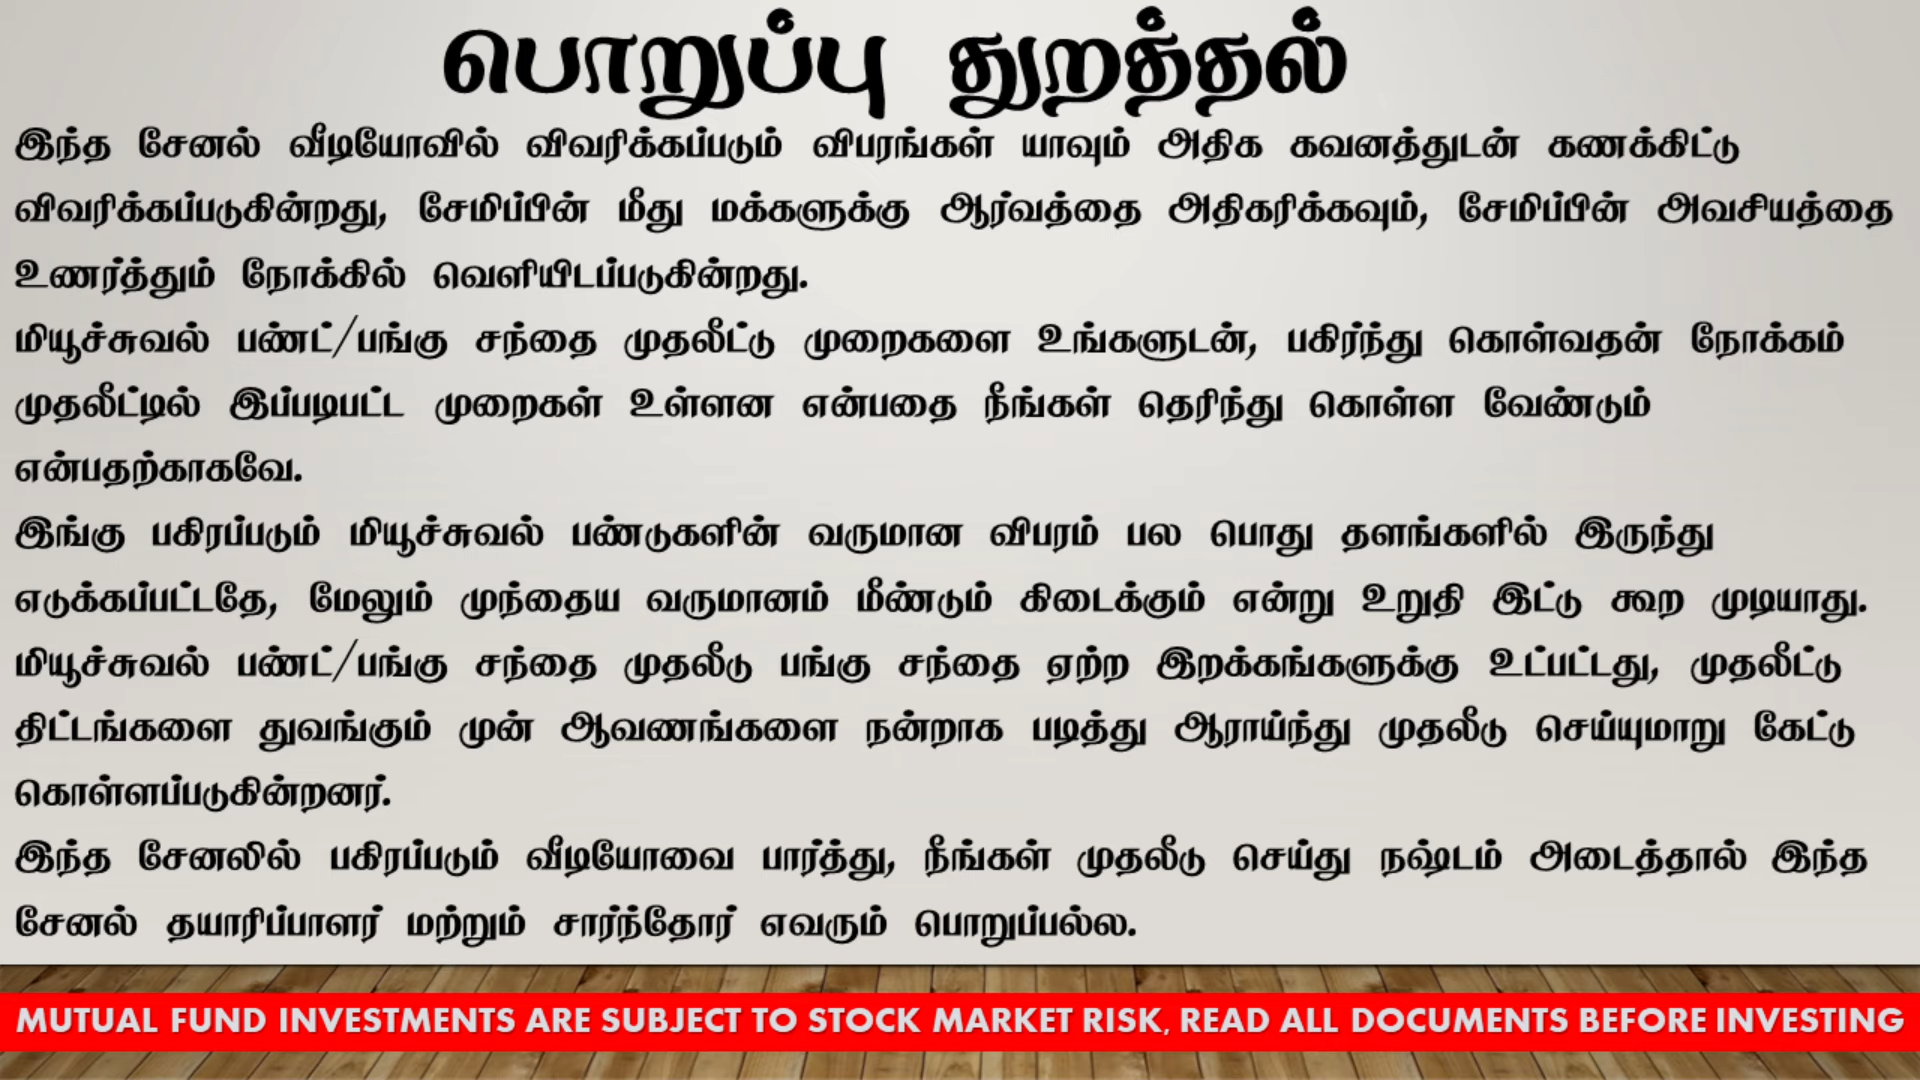 பொறுப்பு துறத்தல்
இந்த சேனல் வீடியோவில் விவரிக்கப்படும் விபரங்கள் யாவும் அதிக கவனத்துடன் கணக்கிட்டு
விவரிக்கப்படுகின்றது, சேமிப்பின் மீது மக்களுக்கு ஆர்வத்தை அதிகரிக்கவும், சேமிப்பின் அவசியத்தை
உணர்த்தும் நோக்கில் வெளியிடப்படுகின்றது.
மியூச்சுவல் பண்ட்/பங்கு சந்தை முதலீட்டு முறைகளை உங்களுடன், பகிர்ந்து கொள்வதன் நோக்கம்
முதலீட்டில் இப்படிபட்ட முறைகள் உள்ளன என்பதை நீங்கள் தெரிந்து கொள்ள வேண்டும்
என்பதற்காகவே.
இங்கு பகிரப்படும் மியூச்சுவல் பண்டுகளின் வருமான விபரம் பல பொது தளங்களில் இருந்து
எடுக்கப்பட்டதே, மேலும் முந்தைய வருமானம் மீண்டும் கிடைக்கும் என்று உறுதி இட்டு கூற முடியாது.
மியூச்சுவல் பண்ட்/பங்கு சந்தை முதலீடு பங்கு சந்தை ஏற்ற இறக்கங்களுக்கு உட்பட்டது, முதலீட்டு
திட்டங்களை துவங்கும் முன் ஆவணங்களை நன்றாக படித்து ஆராய்ந்து முதலீடு செய்யுமாறு கேட்டு
கொள்ளப்படுகின்றனர்.
இந்த சேனலில் பகிரப்படும் வீடியோவை பார்த்து, நீங்கள் முதலீடு செய்து நஷ்டம் அடைத்தால் இந்த
சேனல் தயாரிப்பாளர் மற்றும் சார்ந்தோர் எவரும் பொறுப்பல்ல.
MUTUAL FUND INVESTMENTS ARE SUBJECT TO STOCK MARKET RISK, READ ALL DOCUMENTS BEFORE INVESTING